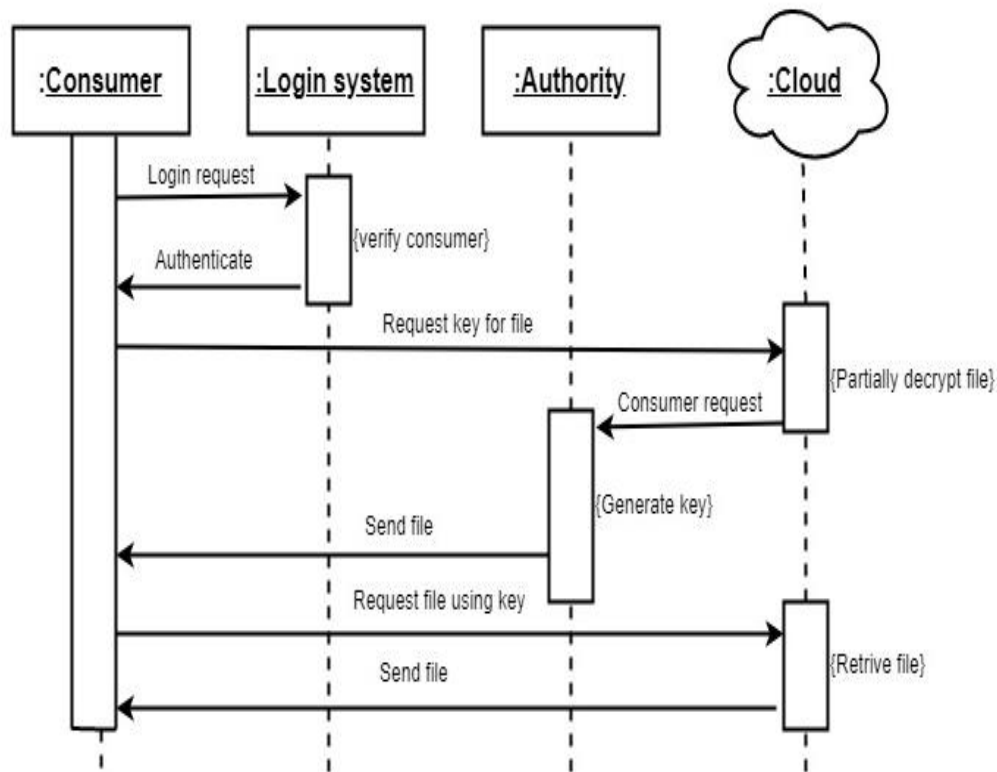 :Consumer
:Login system
:Authority
:Cloud
Login request
{verify consumer}
Authenticate
Request key for file
{Partially decrypt file}
Consumer request
{Generate key}
Send file
Request file using key
{Retrive file}
Send file